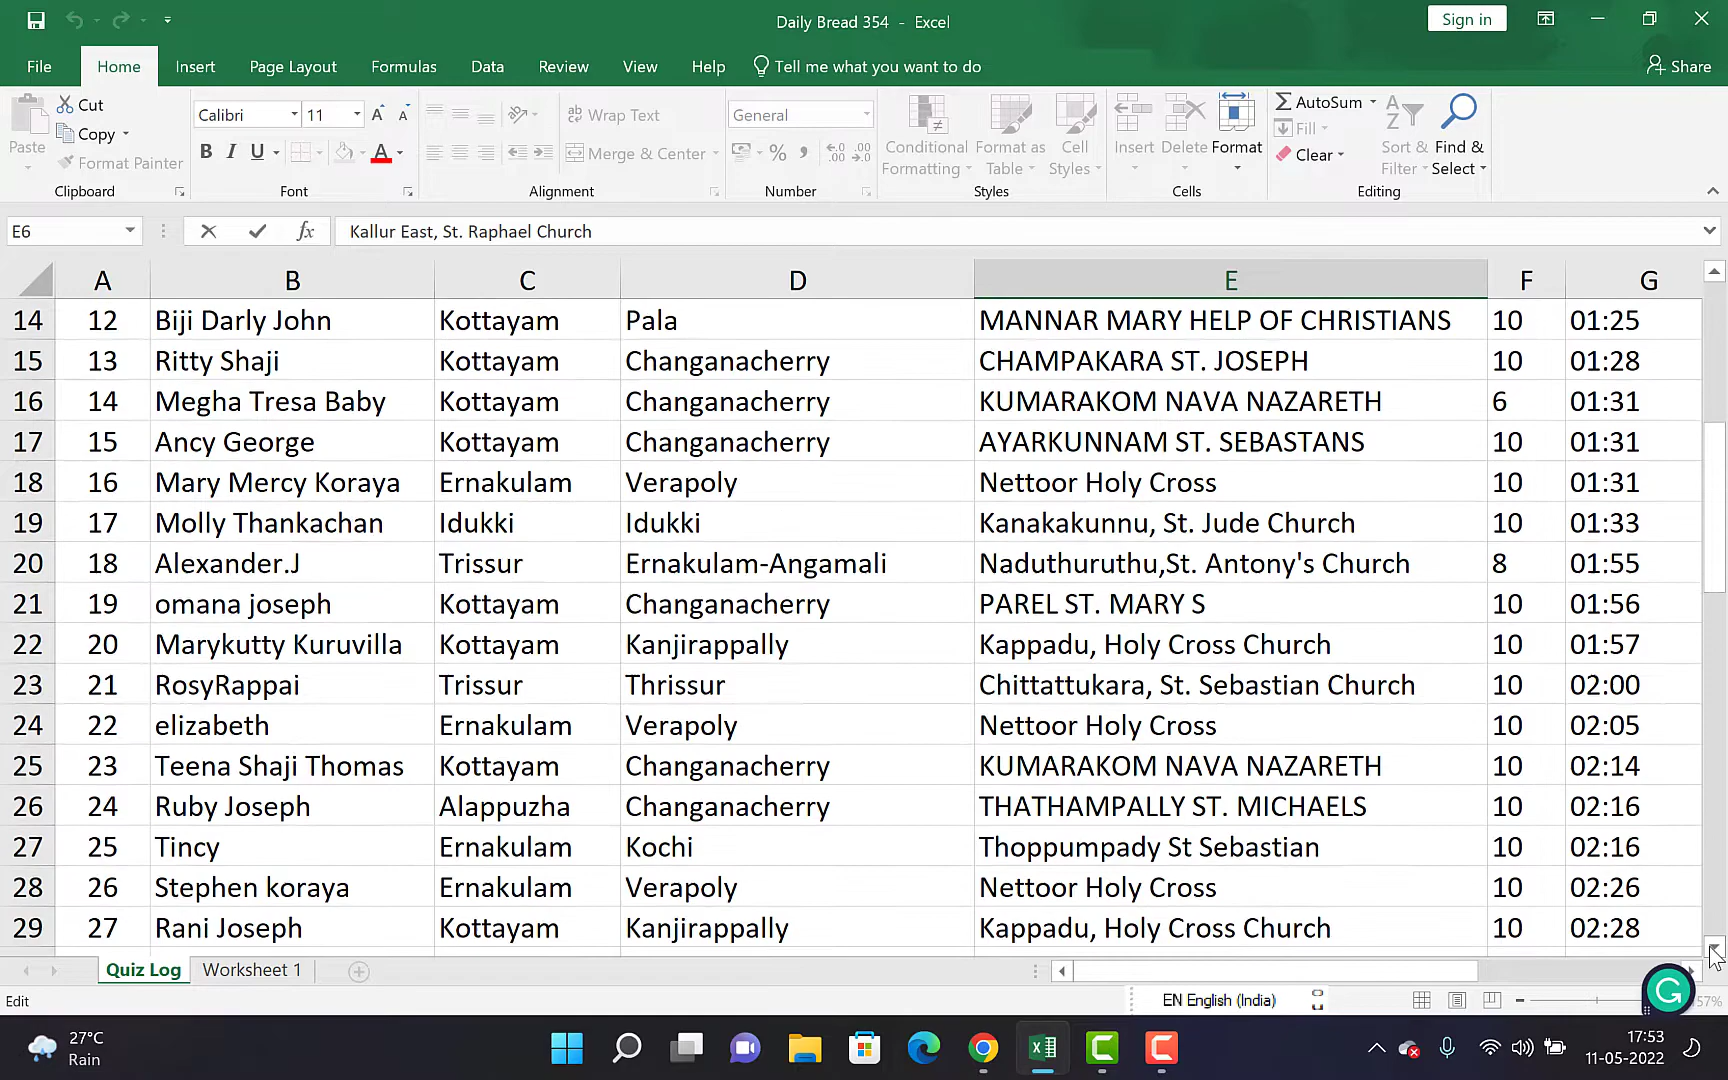 Daily Bread 354 - Excel
Sign in
File Home Insert Page Layout Formulas Data Review View Help Tell me what you want to do Share
Paste Cut Copy Format Painter
Calibri 11 A A
B I U A
ab Wrap Text
Merge & Center
General
% , .00 .0
Conditional Formatting
Format as Table
Cell Styles
Insert Delete Format
AutoSum
Fill
Clear
Sort & Filter
Find & Select
Clipboard Font Alignment Number Styles Cells Editing
E6 fx Kallur East, St. Raphael Church
A B C D E F G
14 12 Biji Darly John Kottayam Pala MANNAR MARY HELP OF CHRISTIANS 10 01:25
15 13 Ritty Shaji Kottayam Changanacherry CHAMPAKARA ST. JOSEPH 10 01:28
16 14 Megha Tresa Baby Kottayam Changanacherry KUMARAKOM NAVA NAZARETH 6 01:31
17 15 Ancy George Kottayam Changanacherry AYARKUNNAM ST. SEBASTANS 10 01:31
18 16 Mary Mercy Koraya Ernakulam Verapoly Nettoor Holy Cross 10 01:31
19 17 Molly Thankachan Idukki Idukki Kanakakunnu, St. Jude Church 10 01:33
20 18 Alexander.J Trissur Ernakulam-Angamali Naduthuruthu,St. Antony's Church 8 01:55
21 19 omana joseph Kottayam Changanacherry PAREL ST. MARY S 10 01:56
22 20 Marykutty Kuruvilla Kottayam Kanjirappally Kappadu, Holy Cross Church 10 01:57
23 21 RosyRappai Trissur Thrissur Chittattukara, St. Sebastian Church 10 02:00
24 22 elizabeth Ernakulam Verapoly Nettoor Holy Cross 10 02:05
25 23 Teena Shaji Thomas Kottayam Changanacherry KUMARAKOM NAVA NAZARETH 10 02:14
26 24 Ruby Joseph Alappuzha Changanacherry THATHAMPALLY ST. MICHAELS 10 02:16
27 25 Tincy Ernakulam Kochi Thoppumpady St Sebastian 10 02:16
28 26 Stephen koraya Ernakulam Verapoly Nettoor Holy Cross 10 02:26
29 27 Rani Joseph Kottayam Kanjirappally Kappadu, Holy Cross Church 10 02:28
Quiz Log Worksheet 1
Edit EN English (India) 57%
27°C
Rain
17:53
11-05-2022